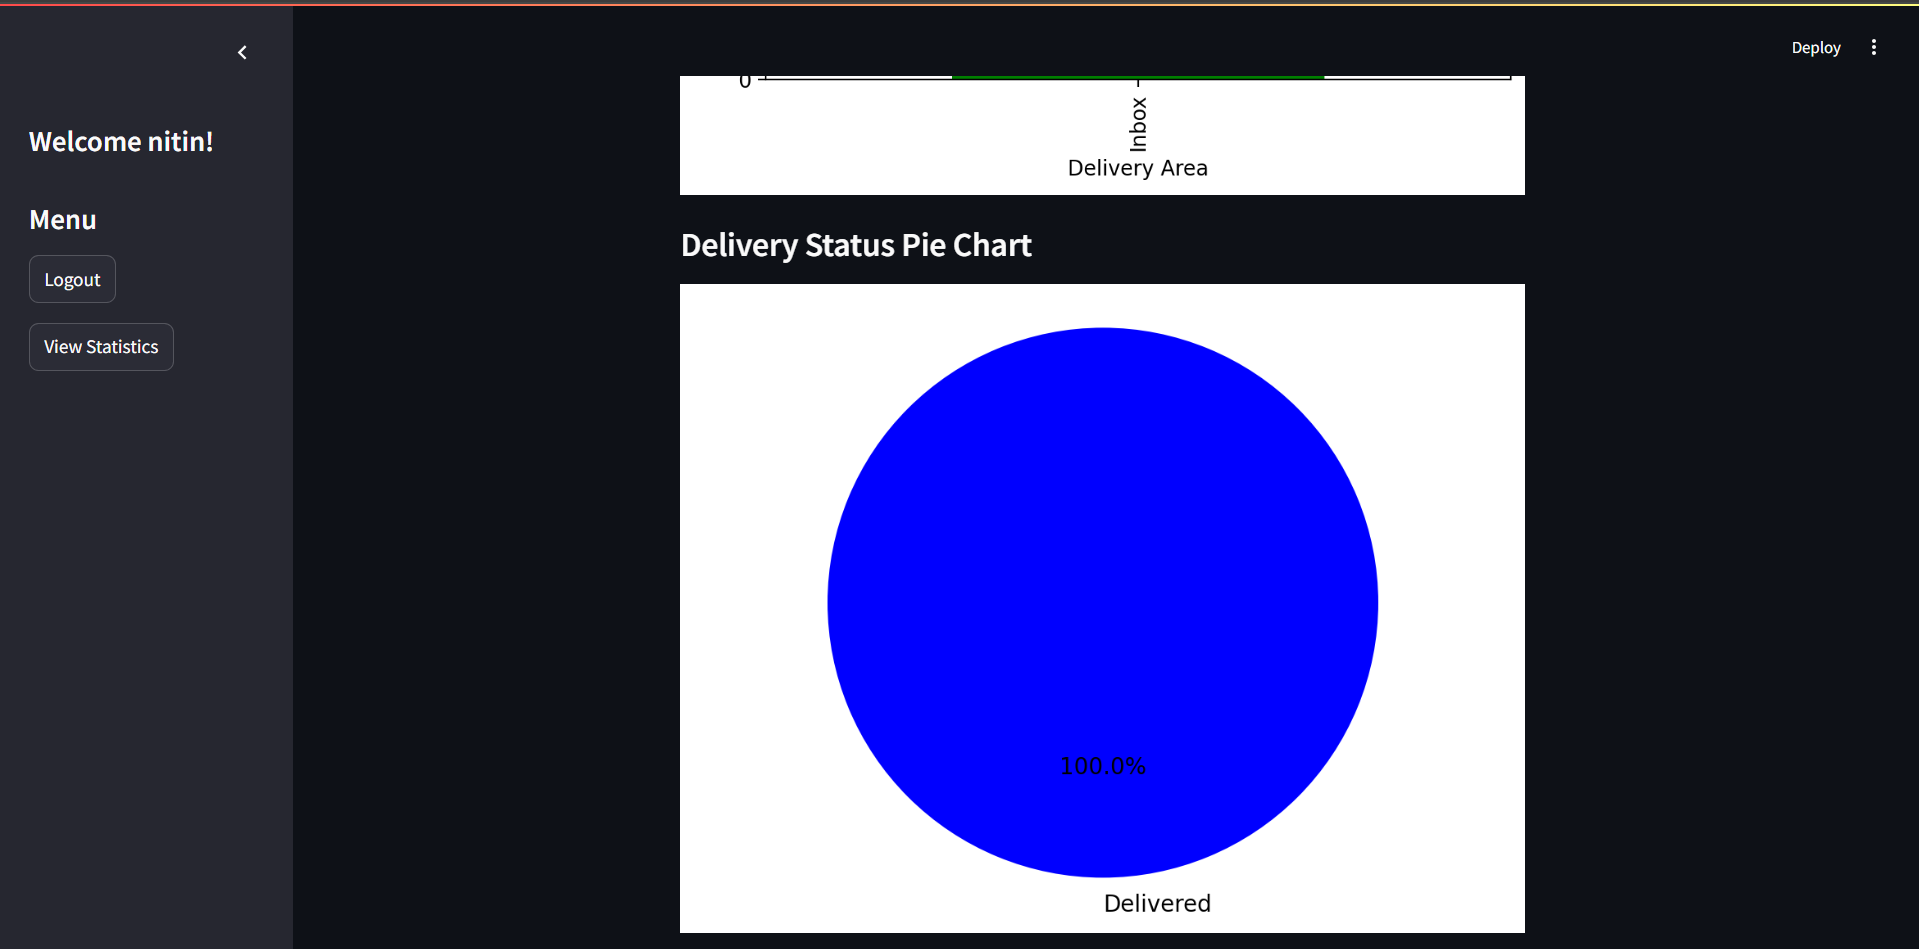 Deploy
Welcome nitin!
Menu
Logout
View Statistics
0
Inbox
Delivery Area
Delivery Status Pie Chart
100.0%
Delivered